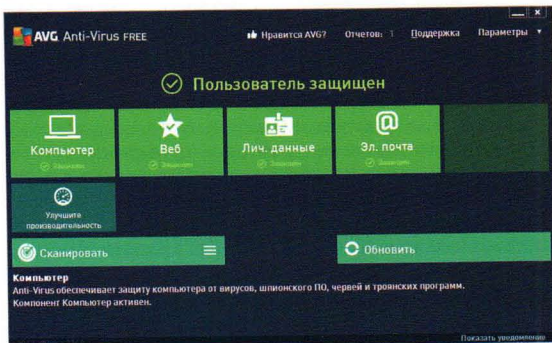 AVG Anti-Virus FREE
Нравится AVG? Отчетов: 1 Поддержка Параметры
Пользователь защищен
Компьютер Веб Лич. данные Эл. почта
Защищен Защищен Защищен Защищен
Улучшите
производительность
Сканировать Обновить
Компьютер
Anti-Virus обеспечивает защиту компьютера от вирусов, шпионского ПО, червей и троянских программ.
Компонент Компьютер активен.
Показать уведомление